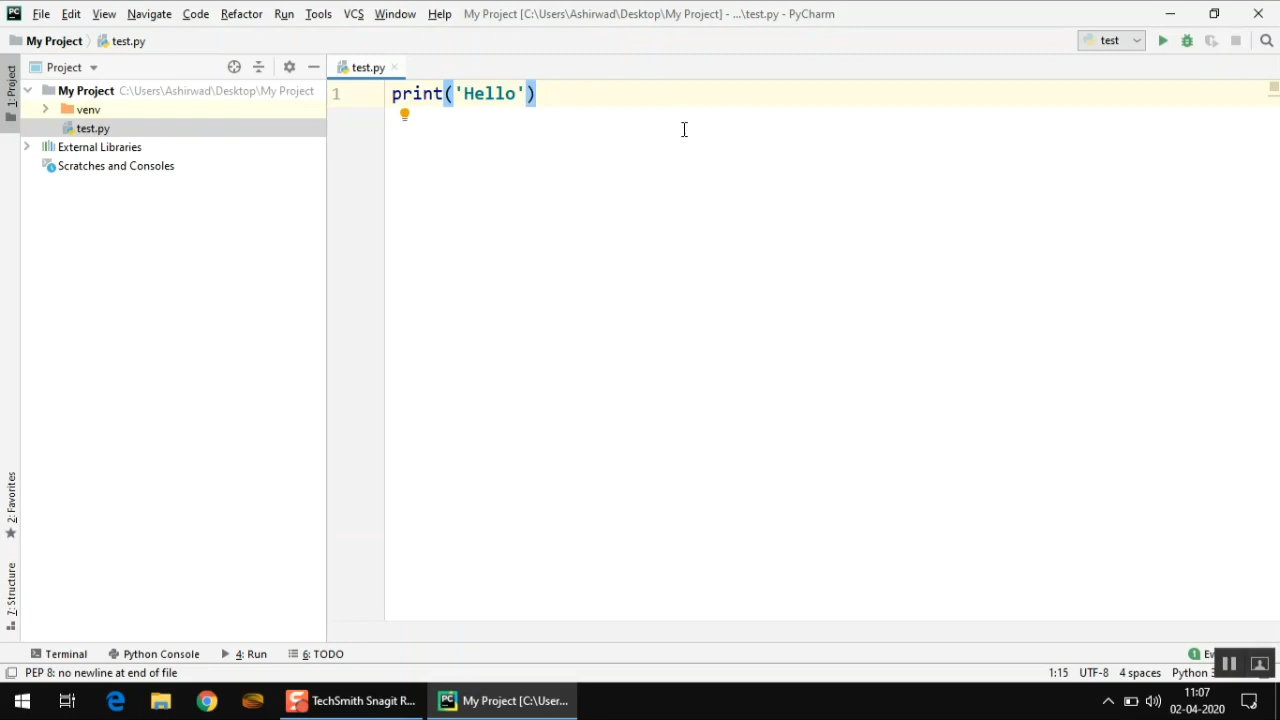 PC File Edit View Navigate Code Refactor Run Tools VCS Window Help My Project [C:\Users\Ashirwad\Desktop\My Project] - ...\test.py - PyCharm
My Project test.py test
1: Project
Project
test.py
My Project C:\Users\Ashirwad\Desktop\My Project
venv
test.py
External Libraries
Scratches and Consoles
1 print('Hello')
2: Favorites
7: Structure
Terminal Python Console 4: Run 6: TODO 1
PEP 8: no newline at end of file 1:15 UTF-8 4 spaces Python
TechSmith Snagit R... PC My Project [C:\User... 11:07
02-04-2020